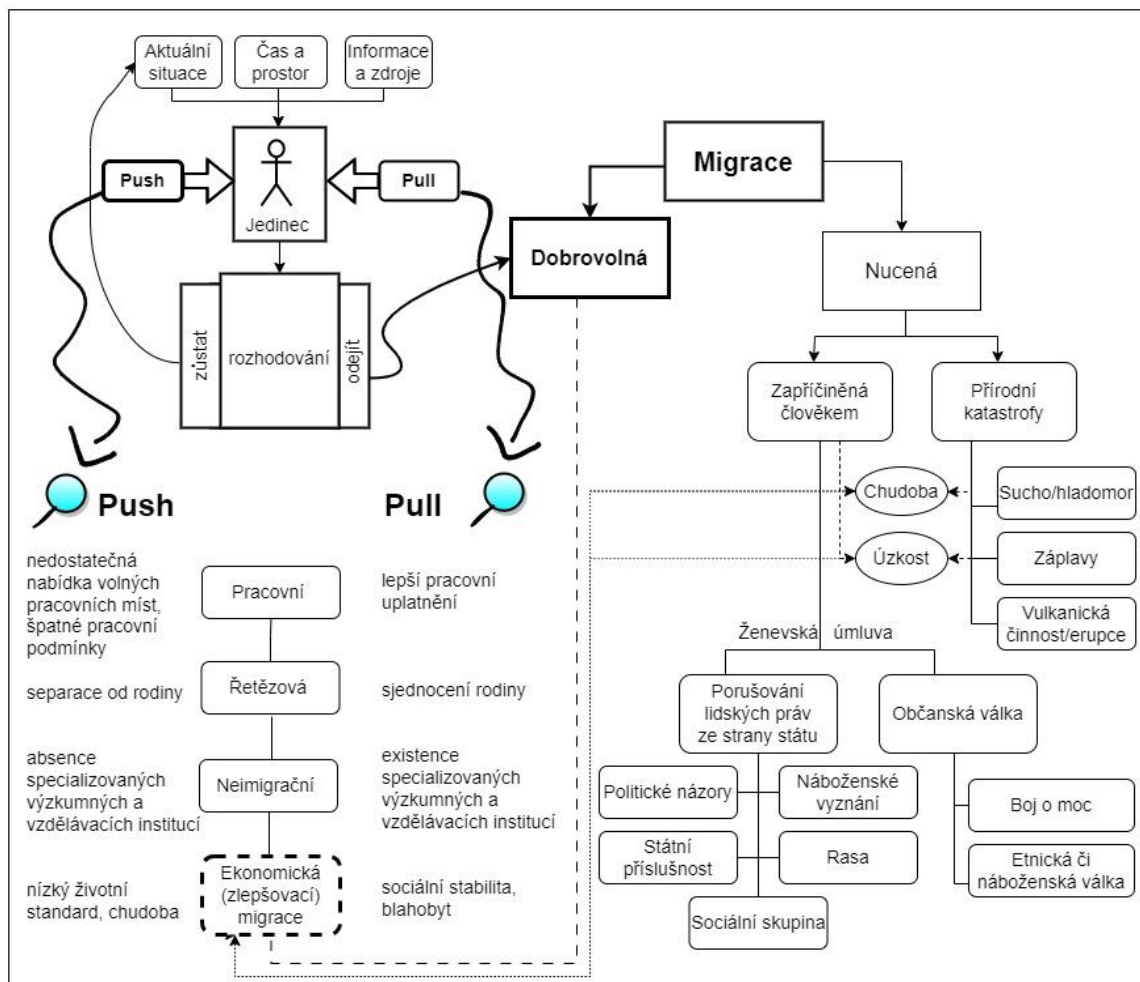 Aktuální
situace
Čas a
prostor
Informace
a zdroje
Push
Jedinec
Pull
zůstat
rozhodování
odejít
Migrace
Dobrovolná
Nucená
Zapříčiněná
člověkem
Přírodní
katastrofy
Chudoba
Úzkost
Sucho/hladomor
Záplavy
Vulkanická
činnost/erupce
Ženevská úmluva
Porušování
lidských práv
ze strany státu
Občanská válka
Politické názory
Náboženské
vyznání
Státní
příslušnost
Rasa
Sociální skupina
Boj o moc
Etnická či
náboženská válka
Push
Pull
nedostatečná
nabídka volných
pracovních míst,
špatné pracovní
podmínky
Pracovní
lepší pracovní
uplatnění
separace od rodiny
Řetězová
sjednocení rodiny
absence
specializovaných
výzkumných a
vzdělávacích institucí
Neimigrační
existence
specializovaných
výzkumných a
vzdělávacích institucí
nízký životní
standard, chudoba
Ekonomická
(zlepšovací)
migrace
sociální stabilita,
blahobyt